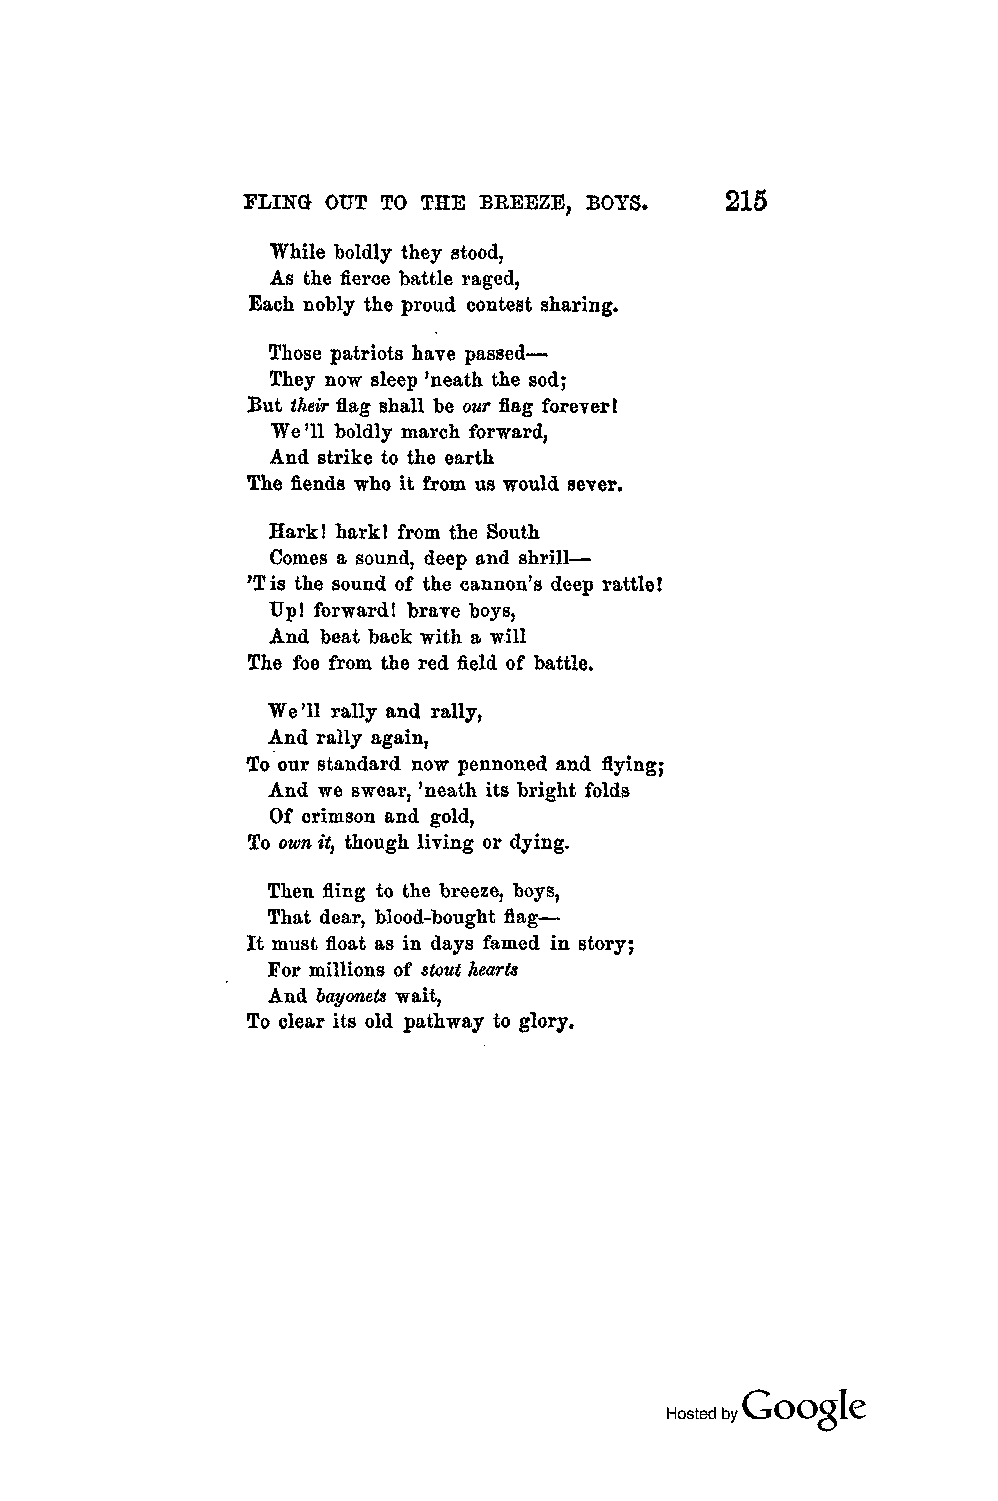 FLING OUT TO THE BREEZE, BOYS. 215
While boldly they stood,
As the fierce battle raged,
Each nobly the proud contest sharing.
Those patriots have passed—
They now sleep 'neath the sod;
But their flag shall be our flag forever!
We'll boldly march forward,
And strike to the earth
The fiends who it from us would sever.
Hark! hark! from the South
Comes a sound, deep and shrill—
'Tis the sound of the cannon's deep rattle!
Up! forward! brave boys,
And beat back with a will
The foe from the red field of battle.
We'll rally and rally,
And rally again,
To our standard now pennoned and flying;
And we swear, 'neath its bright folds
Of crimson and gold,
To own it, though living or dying.
Then fling to the breeze, boys,
That dear, blood-bought flag—
It must float as in days famed in story;
For millions of stout hearts
And bayonets wait,
To clear its old pathway to glory.
Hosted by Google